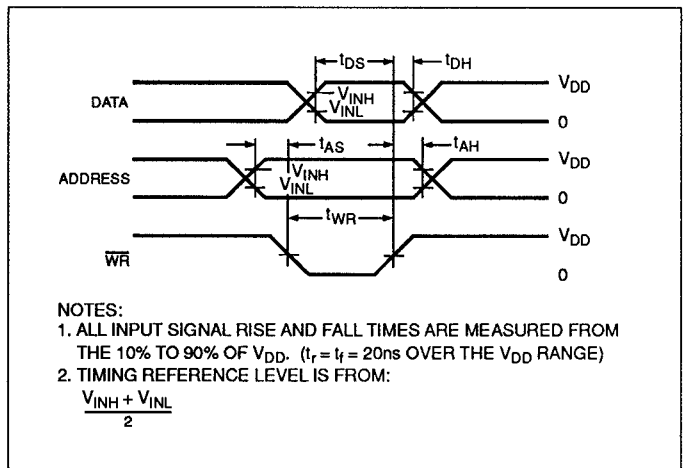 tDS tDH
DATA VINH VDD
VINL 0
tAS tAH
ADDRESS VINH VDD
VINL 0
tWR
WR VDD
0
NOTES:
1. ALL INPUT SIGNAL RISE AND FALL TIMES ARE MEASURED FROM
THE 10% TO 90% OF VDD. (tr = tf = 20ns OVER THE VDD RANGE)
2. TIMING REFERENCE LEVEL IS FROM:
VINH + VINL
2